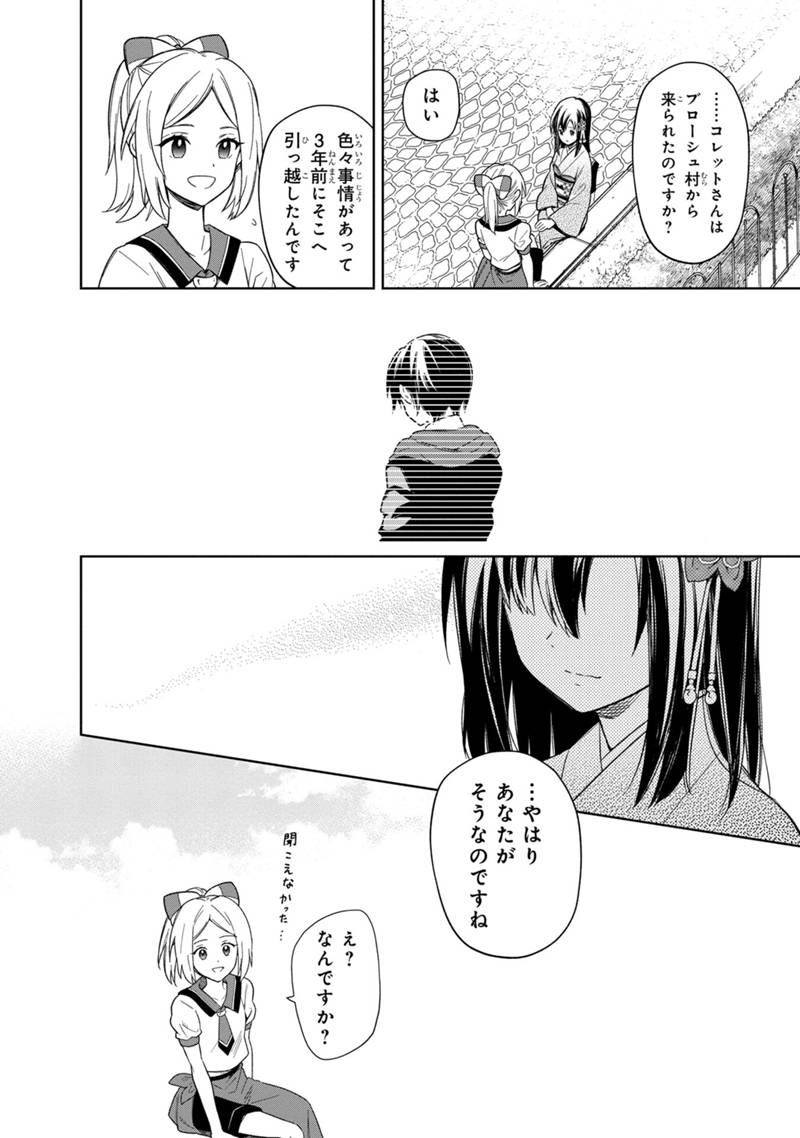 ……コレットさんは
ブローシュ村から
来られたのですか？
はい
色々事情があって
3年前にそこへ
引っ越したんです
…やはり
あなたが
そうなのですね
え？
なんですか？
聞こえなかった…